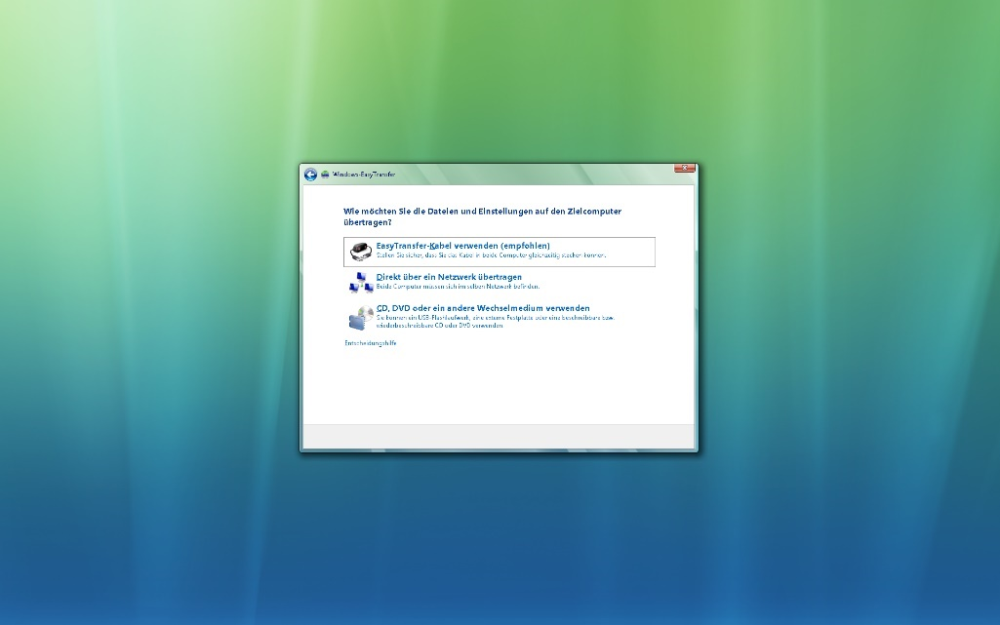 Windows-EasyTransfer
Wie möchten Sie die Dateien und Einstellungen auf den Zielcomputer
übertragen?
EasyTransfer-Kabel verwenden (empfohlen)
Stellen Sie sicher, dass Sie das Kabel in beide Computer gleichzeitig stecken können.
Direkt über ein Netzwerk übertragen
Beide Computer müssen sich im selben Netzwerk befinden.
CD, DVD oder ein andere Wechselmedium verwenden
Sie können ein USB-Flashlaufwerk, eine externe Festplatte oder eine beschreibbare bzw.
wiederbeschreibbare CD oder DVD verwenden.
Entscheidungshilfe